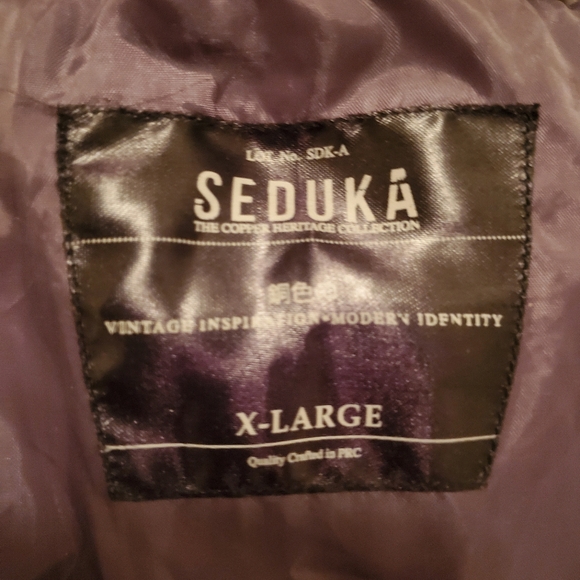 LOT No. SDK-A
SEDUKA
THE COPPER HERITAGE COLLECTION
銅色
VINTAGE INSPIRATION•MODERN IDENTITY
X-LARGE
Quality Crafted in PRC